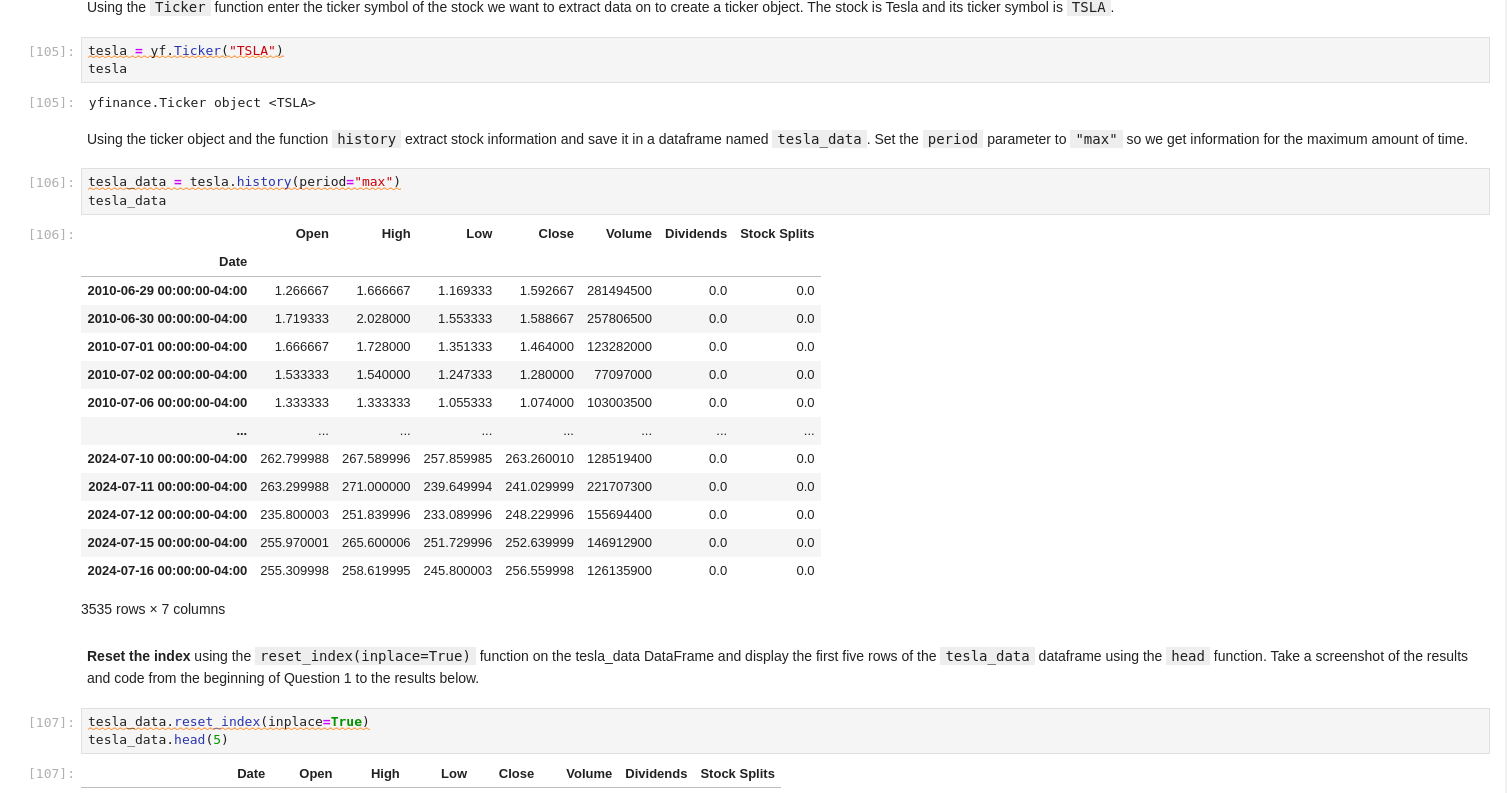 Using the Ticker function enter the ticker symbol of the stock we want to extract data on to create a ticker object. The stock is Tesla and its ticker symbol is TSLA.
[105]: tesla = yf.Ticker("TSLA")
tesla
[105]: yfinance.Ticker object <TSLA>
Using the ticker object and the function history extract stock information and save it in a dataframe named tesla_data. Set the period parameter to "max" so we get information for the maximum amount of time.
[106]: tesla_data = tesla.history(period="max")
tesla_data
[106]: Open High Low Close Volume Dividends Stock Splits
Date
2010-06-29 00:00:00-04:00 1.266667 1.666667 1.169333 1.592667 281494500 0.0 0.0
2010-06-30 00:00:00-04:00 1.719333 2.028000 1.553333 1.588667 257806500 0.0 0.0
2010-07-01 00:00:00-04:00 1.666667 1.728000 1.351333 1.464000 123282000 0.0 0.0
2010-07-02 00:00:00-04:00 1.533333 1.540000 1.247333 1.280000 77097000 0.0 0.0
2010-07-06 00:00:00-04:00 1.333333 1.333333 1.055333 1.074000 103003500 0.0 0.0
... ... ... ... ... ... ... ...
2024-07-10 00:00:00-04:00 262.799988 267.589996 257.859985 263.260010 128519400 0.0 0.0
2024-07-11 00:00:00-04:00 263.299988 271.000000 239.649994 241.029999 221707300 0.0 0.0
2024-07-12 00:00:00-04:00 235.800003 251.839996 233.089996 248.229996 155694400 0.0 0.0
2024-07-15 00:00:00-04:00 255.970001 265.600006 251.729996 252.639999 146912900 0.0 0.0
2024-07-16 00:00:00-04:00 255.309998 258.619995 245.800003 256.559998 126135900 0.0 0.0
3535 rows × 7 columns
Reset the index using the reset_index(inplace=True) function on the tesla_data DataFrame and display the first five rows of the tesla_data dataframe using the head function. Take a screenshot of the results
and code from the beginning of Question 1 to the results below.
[107]: tesla_data.reset_index(inplace=True)
tesla_data.head(5)
[107]: Date Open High Low Close Volume Dividends Stock Splits